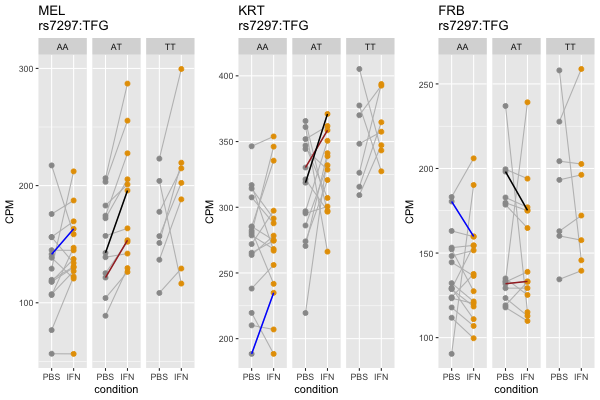 MEL
rs7297:TFG
AA AT TT
300
200
100
CPM
PBS IFN PBS IFN PBS IFN
condition
KRT
rs7297:TFG
AA AT TT
400
350
300
250
200
CPM
PBS IFN PBS IFN PBS IFN
condition
FRB
rs7297:TFG
AA AT TT
250
200
150
100
CPM
PBS IFN PBS IFN PBS IFN
condition